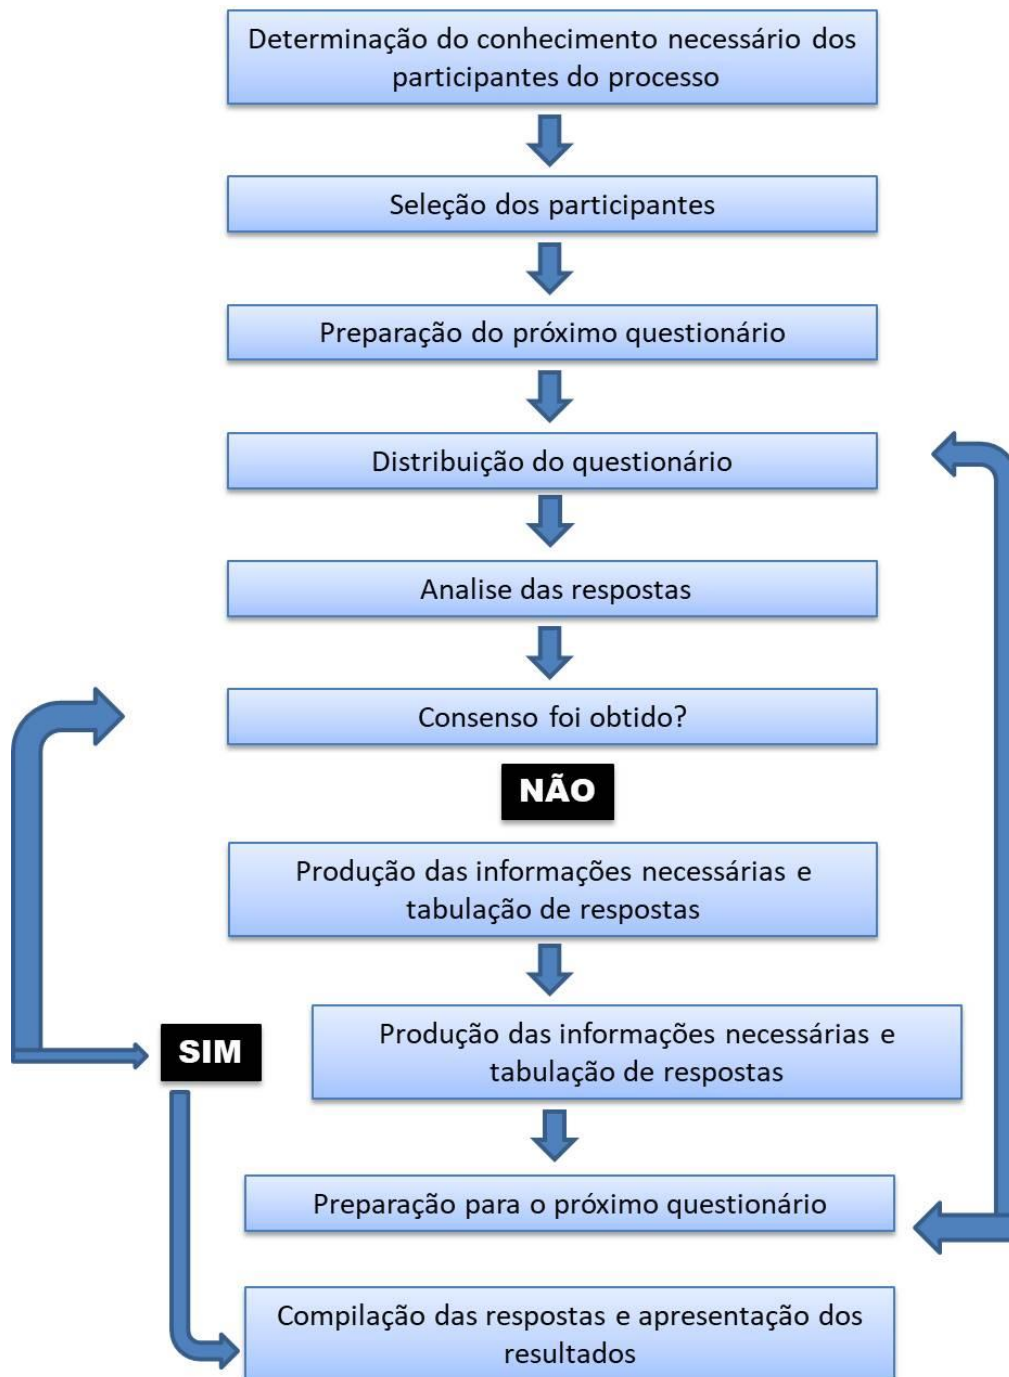 Determinação do conhecimento necessário dos
participantes do processo
Seleção dos participantes
Preparação do próximo questionário
Distribuição do questionário
Analise das respostas
Consenso foi obtido?
NÃO
Produção das informações necessárias e
tabulação de respostas
SIM
Produção das informações necessárias e
tabulação de respostas
Preparação para o próximo questionário
Compilação das respostas e apresentação dos
resultados